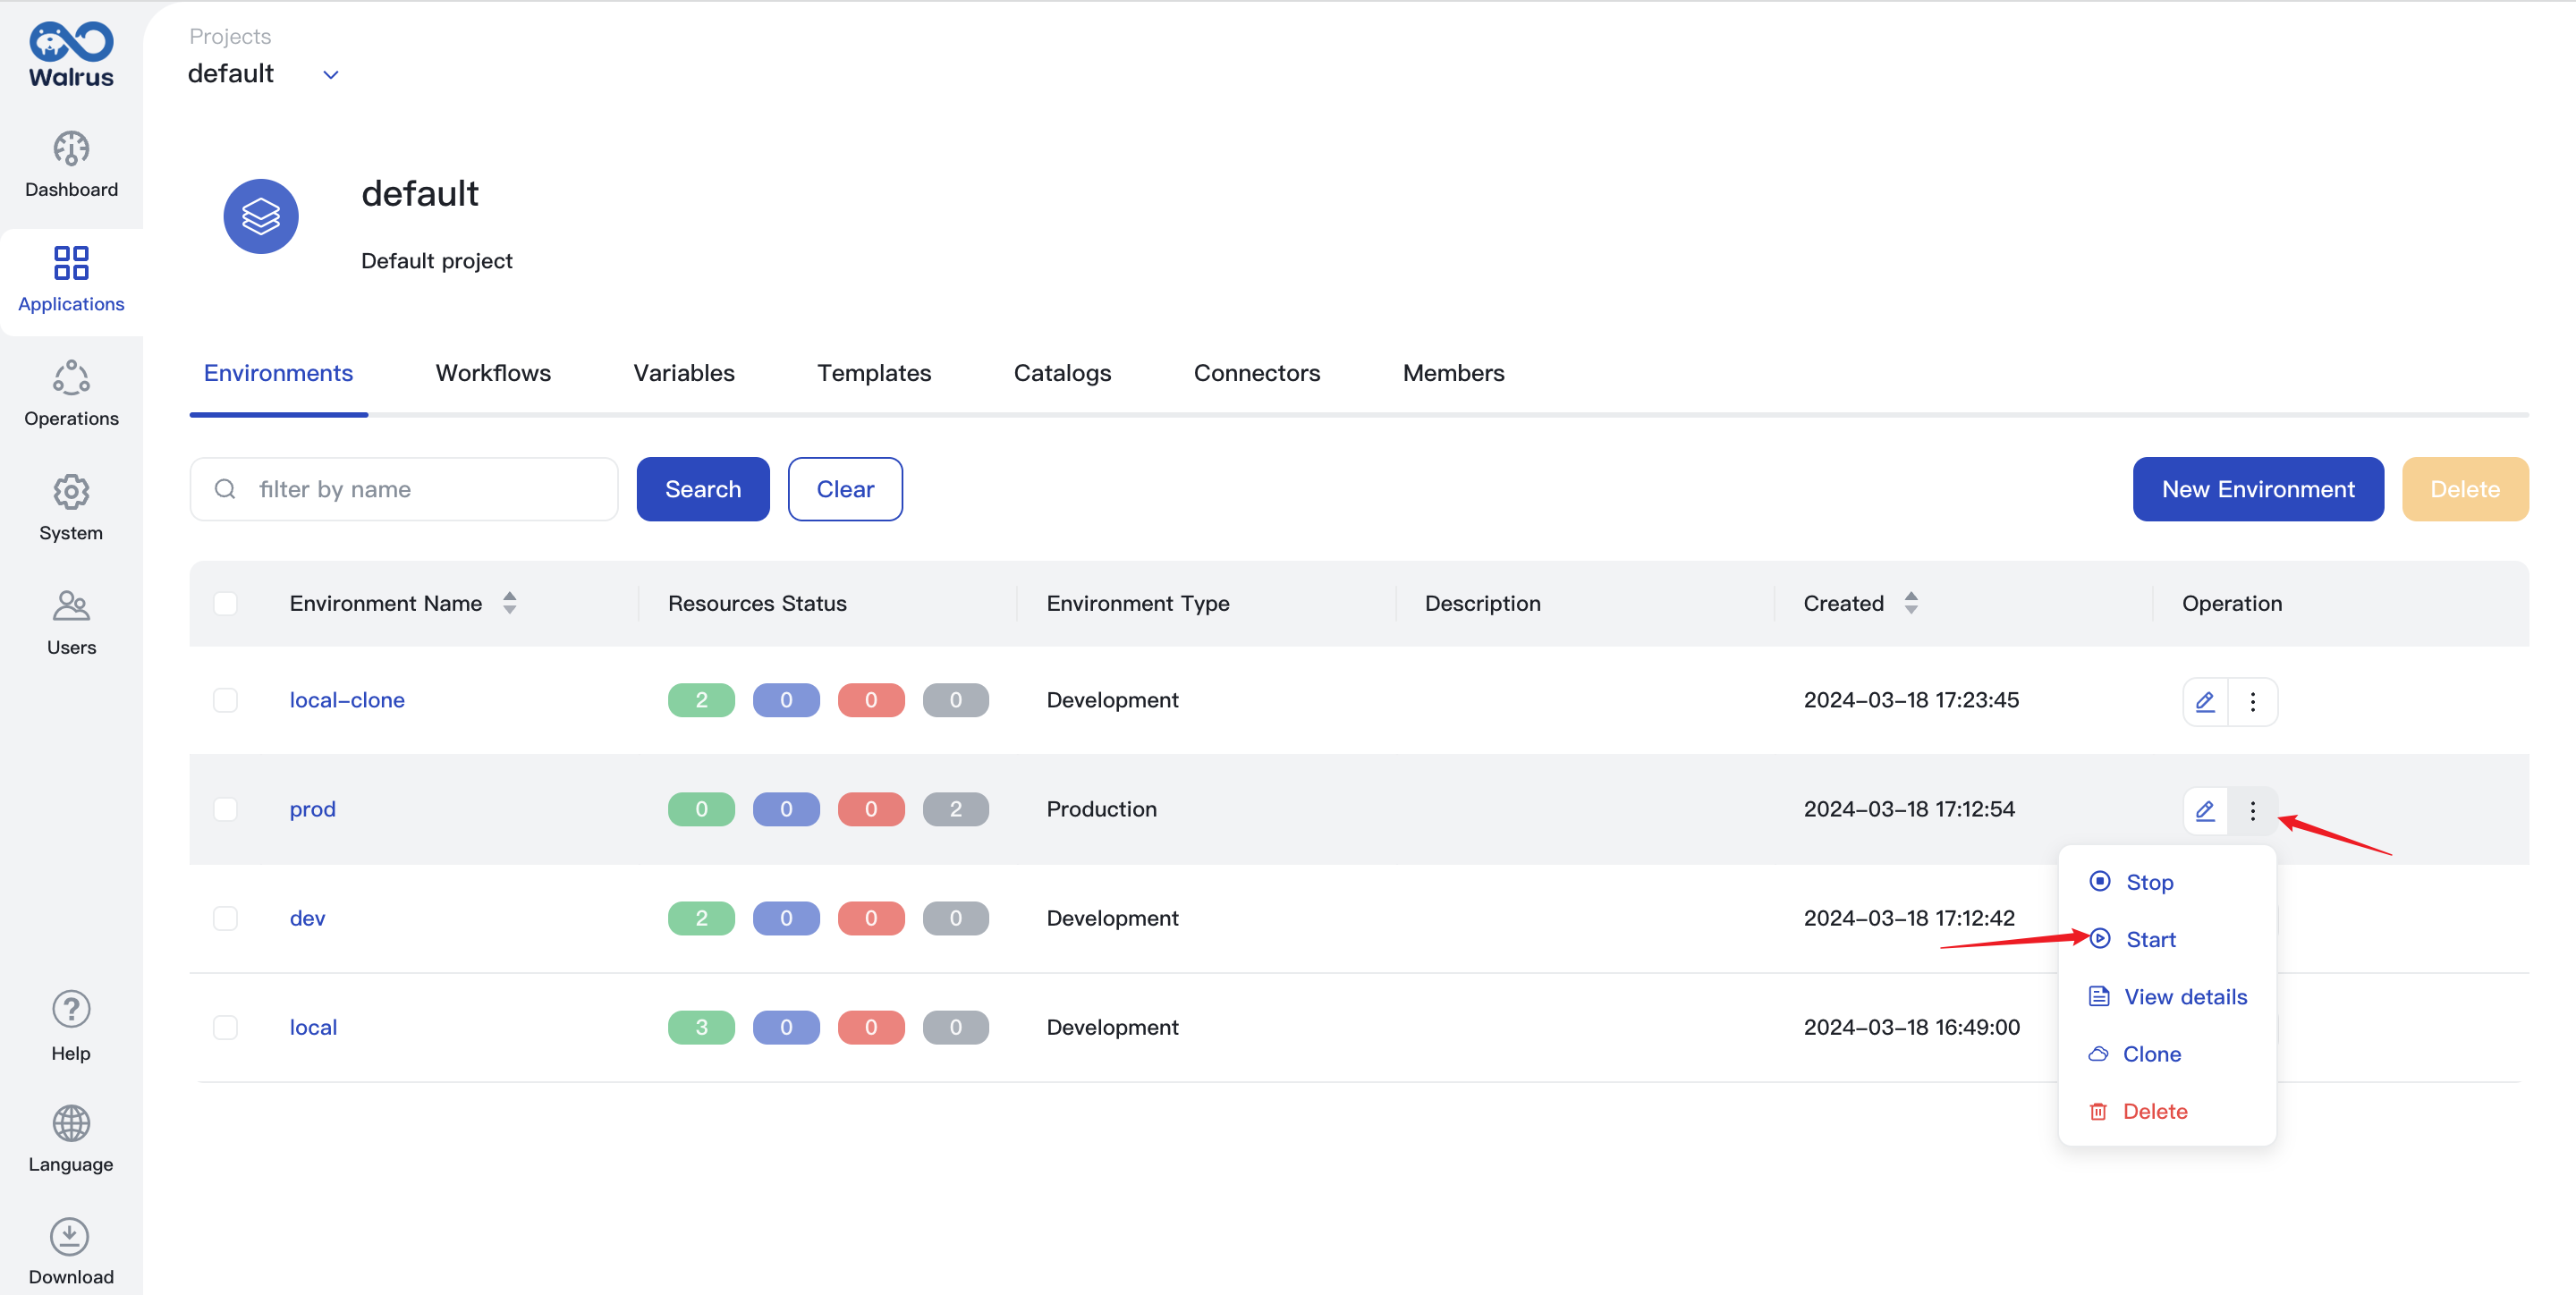 Walrus
Dashboard
Applications
Operations
System
Users
Help
Language
Download
Projects
default
default
Default project
Environments Workflows Variables Templates Catalogs Connectors Members
filter by name Search Clear New Environment Delete
Environment Name Resources Status Environment Type Description Created Operation
local-clone 2 0 0 0 Development 2024-03-18 17:23:45
prod 0 0 0 2 Production 2024-03-18 17:12:54
dev 2 0 0 0 Development 2024-03-18 17:12:42
local 3 0 0 0 Development 2024-03-18 16:49:00
Stop
Start
View details
Clone
Delete